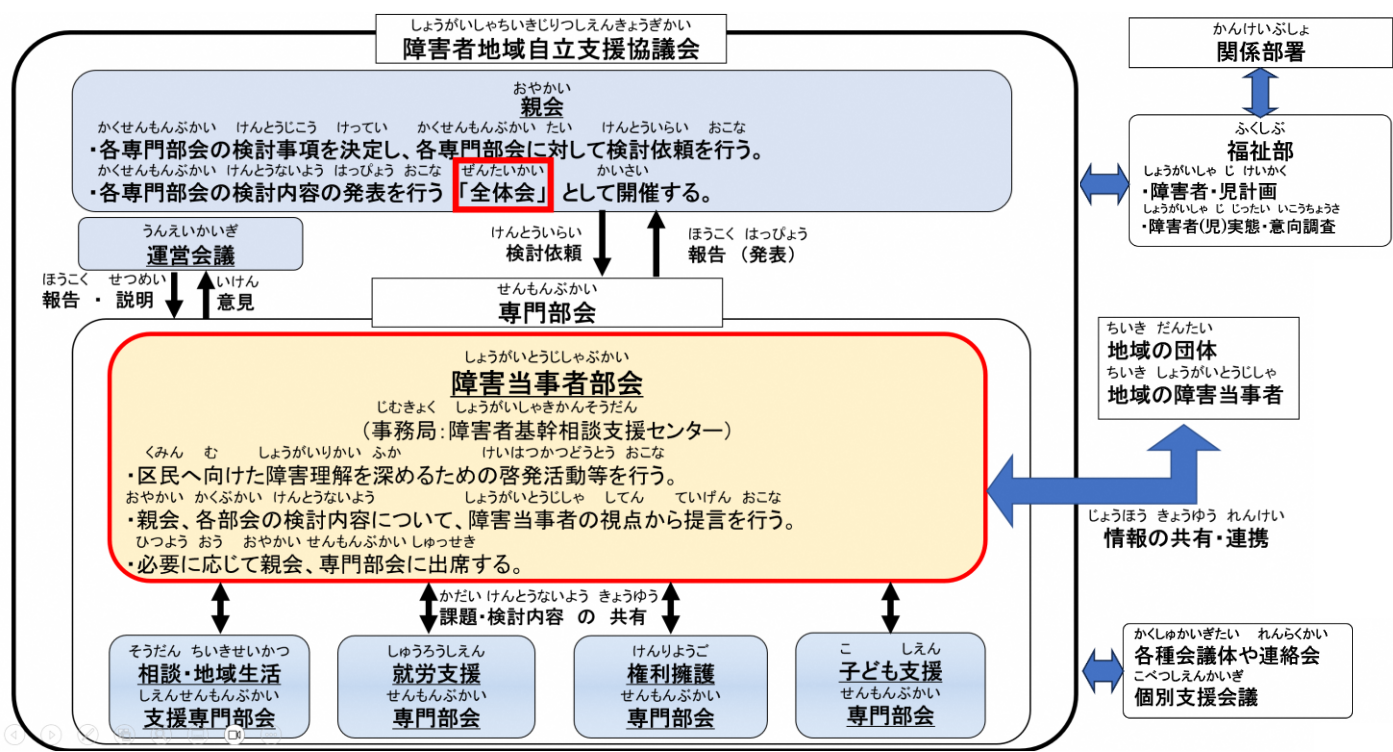 しょうがいしゃちいきじりつしえんきょうぎかい
障害者地域自立支援協議会
おやかい
親会
かくせんもんぶかい けんとうじこう けってい かくせんもんぶかい たい けんとういらい おこな
・各専門部会の検討事項を決定し、各専門部会に対して検討依頼を行う。
かくせんもんぶかい けんとうないよう はっぴょう おこな ぜんたいかい かいさい
・各専門部会の検討内容の発表を行う「全体会」として開催する。
うんえいかいぎ
運営会議
ほうこく せつめい
報告 ・ 説明
いけん
意見
けんとういらい
検討依頼
ほうこく はっぴょう
報告 (発表)
せんもんぶかい
専門部会
しょうがいとうじしゃぶかい
障害当事者部会
じむきょく しょうがいしゃきかんそうだん
(事務局:障害者基幹相談支援センター)
くみん む しょうがいりかい ふか けいはつかつどうとう おこな
・区民へ向けた障害理解を深めるための啓発活動等を行う。
おやかい かくぶかい けんとうないよう しょうがいとうじしゃ してん ていげん おこな
・親会、各部会の検討内容について、障害当事者の視点から提言を行う。
ひつよう おう おやかい せんもんぶかい しゅっせき
・必要に応じて親会、専門部会に出席する。
かだい けんとうないよう きょうゆう
課題・検討内容 の 共有
そうだん ちいきせいかつ
相談・地域生活
しえんせんもんぶかい
支援専門部会
しゅうろうしえん
就労支援
せんもんぶかい
専門部会
けんりようご
権利擁護
せんもんぶかい
専門部会
こ しえん
子ども支援
せんもんぶかい
専門部会
かんけいぶしょ
関係部署
ふくしぶ
福祉部
しょうがいしゃ じ けいかく
・障害者・児計画
しょうがいしゃ じ じったい いこうちょうさ
・障害者(児)実態・意向調査
ちいき だんたい
地域の団体
ちいき しょうがいとうじしゃ
地域の障害当事者
じょうほう きょうゆう れんけい
情報の共有・連携
かくしゅかいぎたい れんらくかい
各種会議体や連絡会
こべつしえんかいぎ
個別支援会議